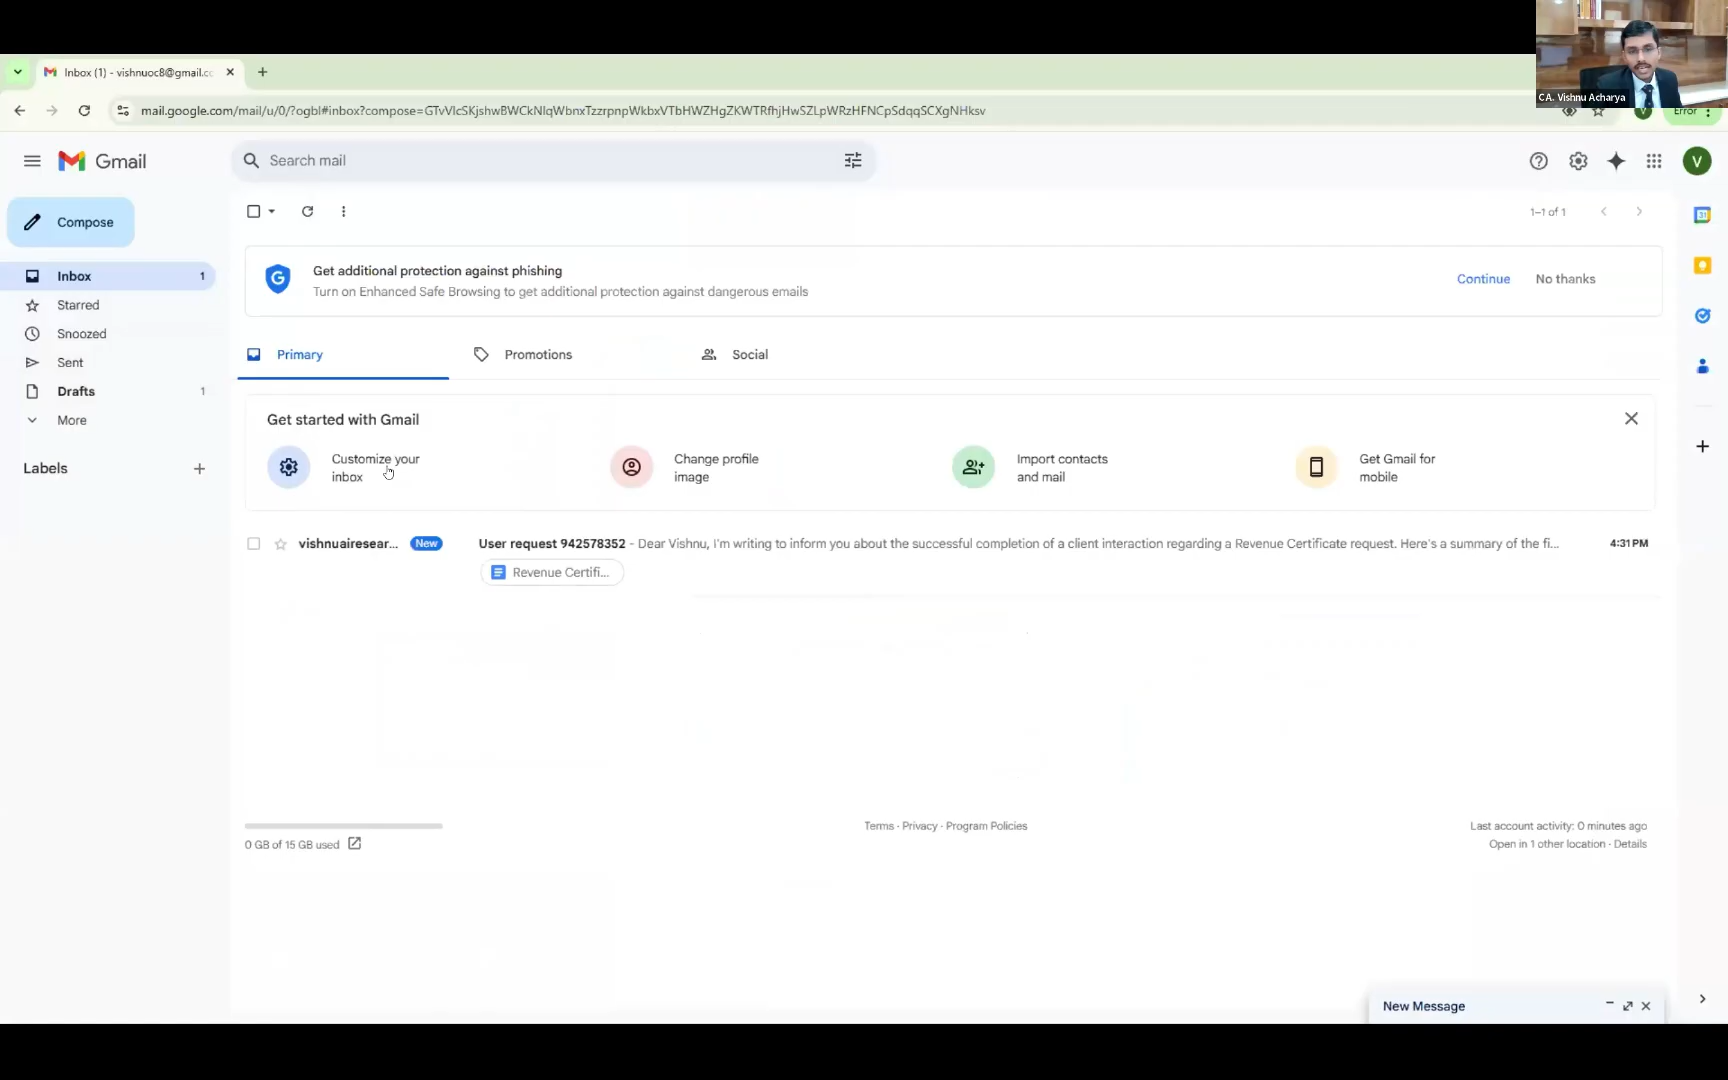 Inbox (1) - vishnuoc8@gmail.cc
CA. Vishnu Acharya
mail.google.com/mail/u/0/?ogbl#inbox?compose=GTvVlcSKjshwBWCkNlqWbnxTzzrpnpWkbxVTbHWZHgZKWTRfhjHwSZLpWRzHFNCpSdqqSCXgNHksv
Error
Gmail
Search mail
V
Compose
1–1 of 1
Get additional protection against phishing
Turn on Enhanced Safe Browsing to get additional protection against dangerous emails
Continue
No thanks
Inbox 1
Starred
Snoozed
Sent
Drafts 1
More
Labels
Primary
Promotions
Social
Get started with Gmail
Customize your
inbox
Change profile
image
Import contacts
and mail
Get Gmail for
mobile
vishnuairesear... New User request 942578352 - Dear Vishnu, I'm writing to inform you about the successful completion of a client interaction regarding a Revenue Certificate request. Here's a summary of the fi... 4:31 PM
Revenue Certifi...
0 GB of 15 GB used
Terms · Privacy · Program Policies
Last account activity: 0 minutes ago
Open in 1 other location · Details
New Message